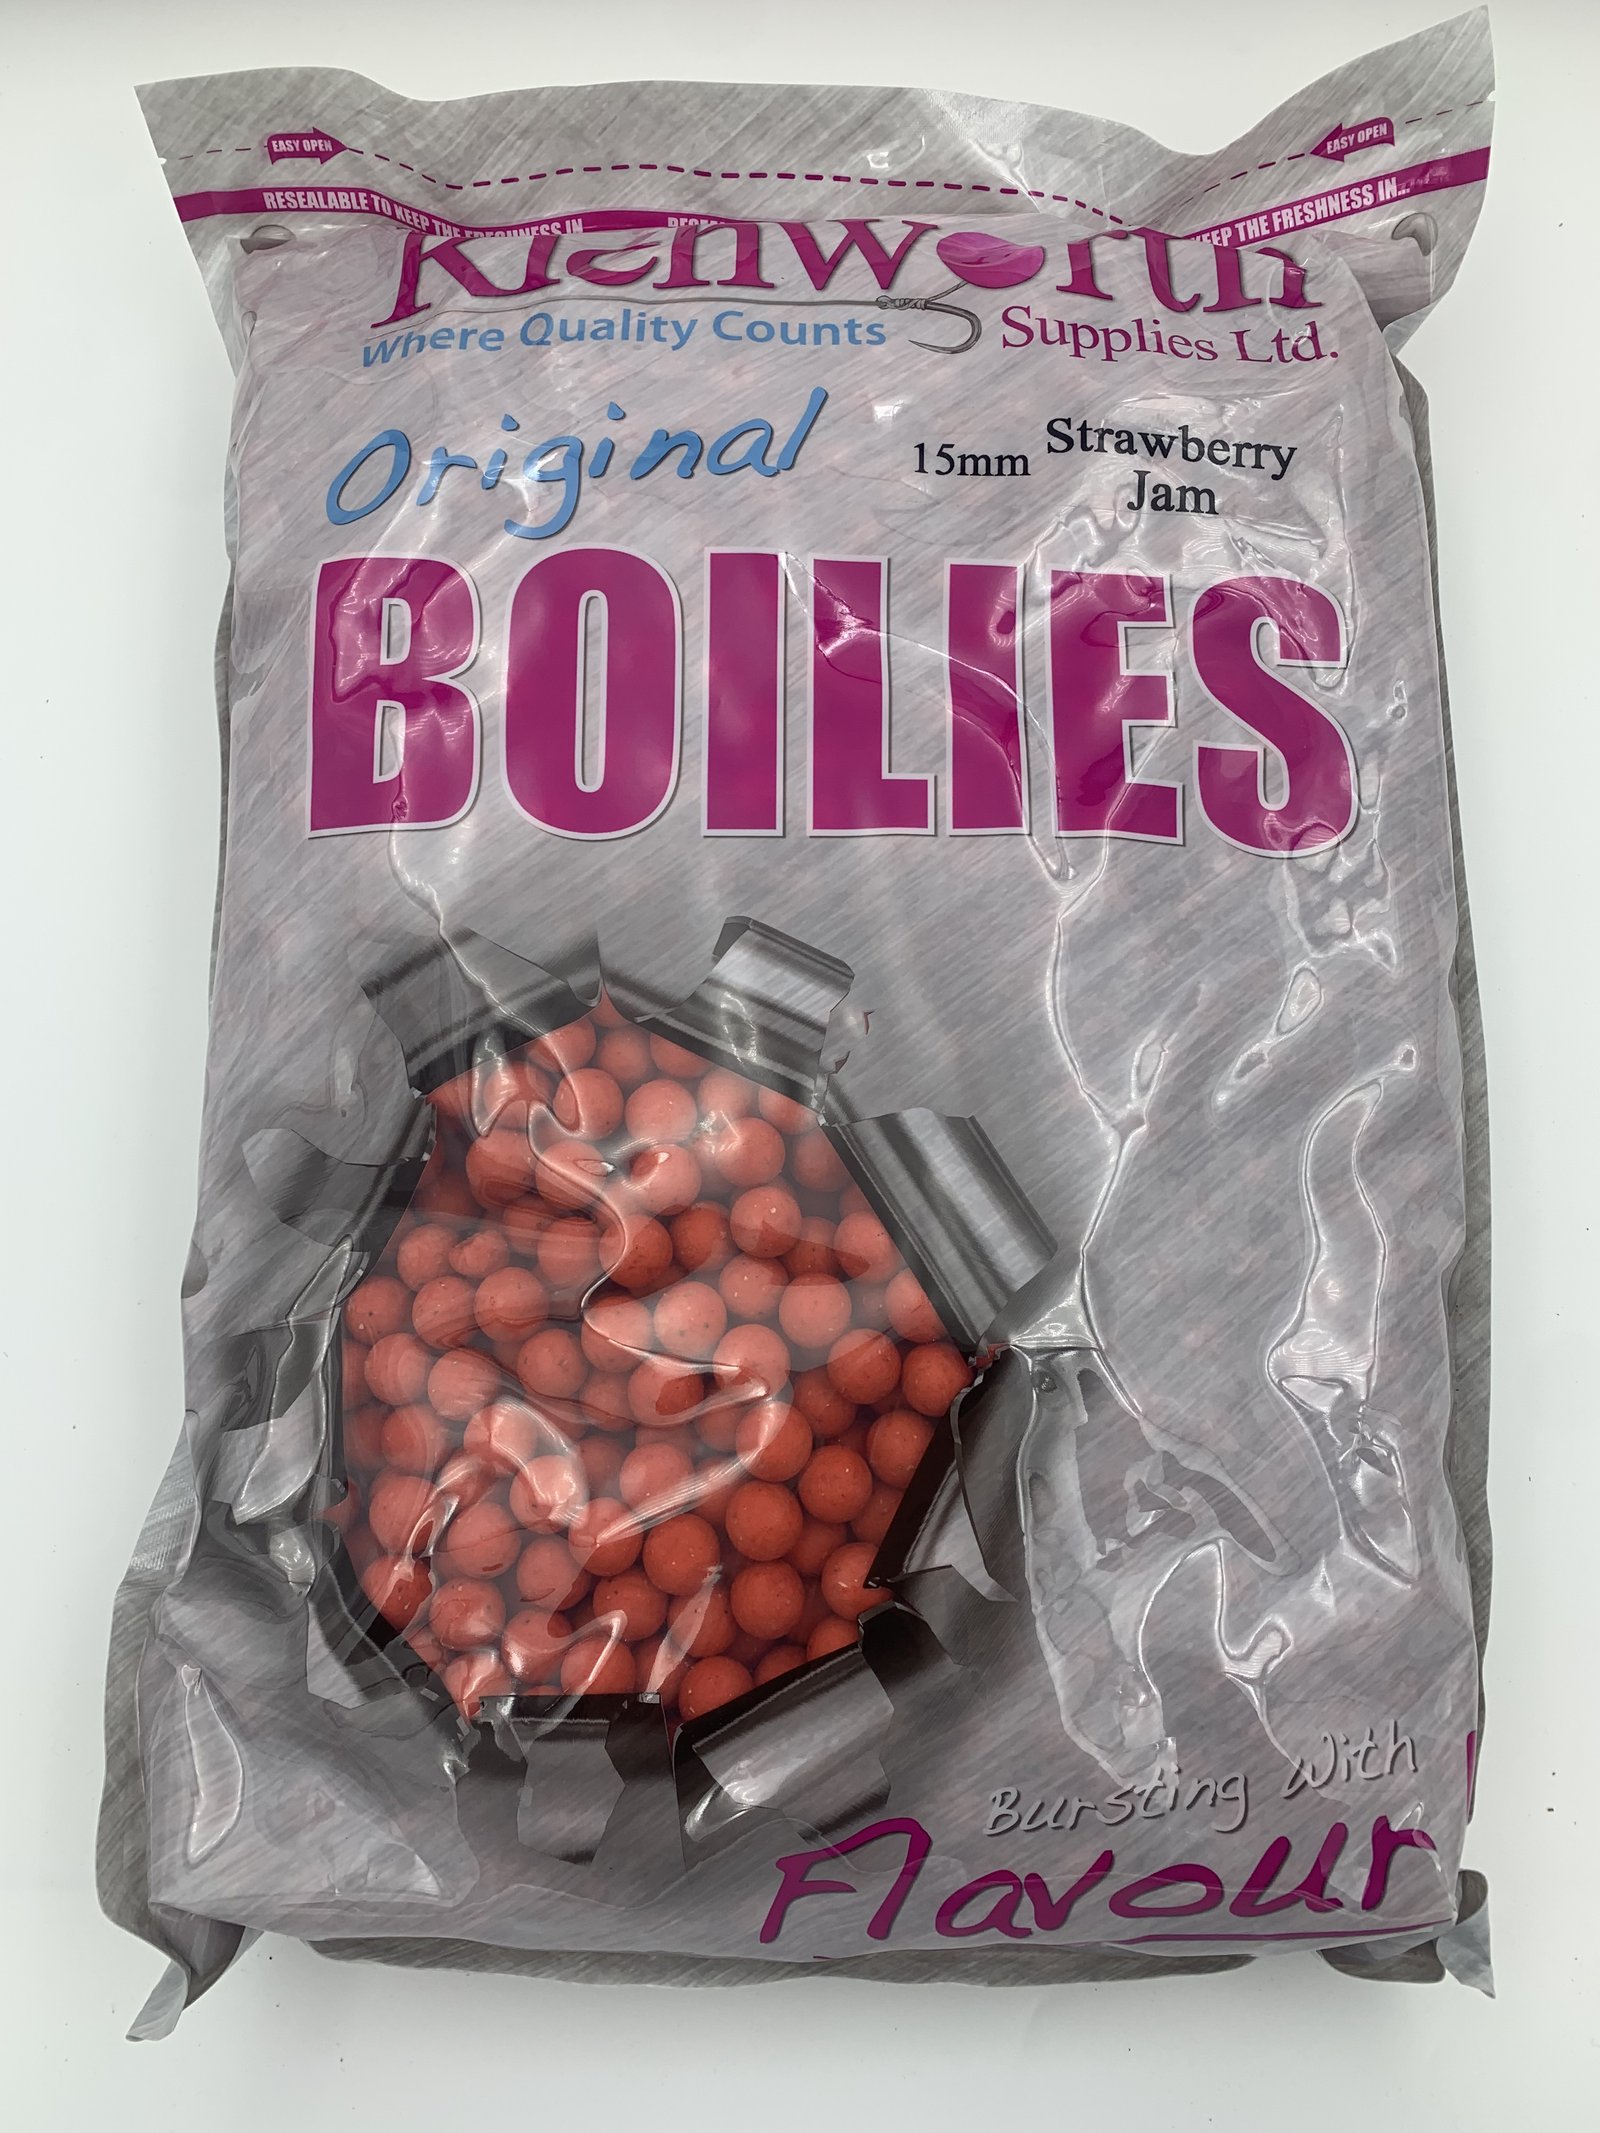 EASY OPEN
EASY OPEN
RESEALABLE TO KEEP THE FRESHNESS IN
KEEP THE FRESHNESS IN...
Klenworth
Where Quality Counts
Supplies Ltd.
Original
15mm
Strawberry
Jam
BOILIES
Bursting With
Flavour